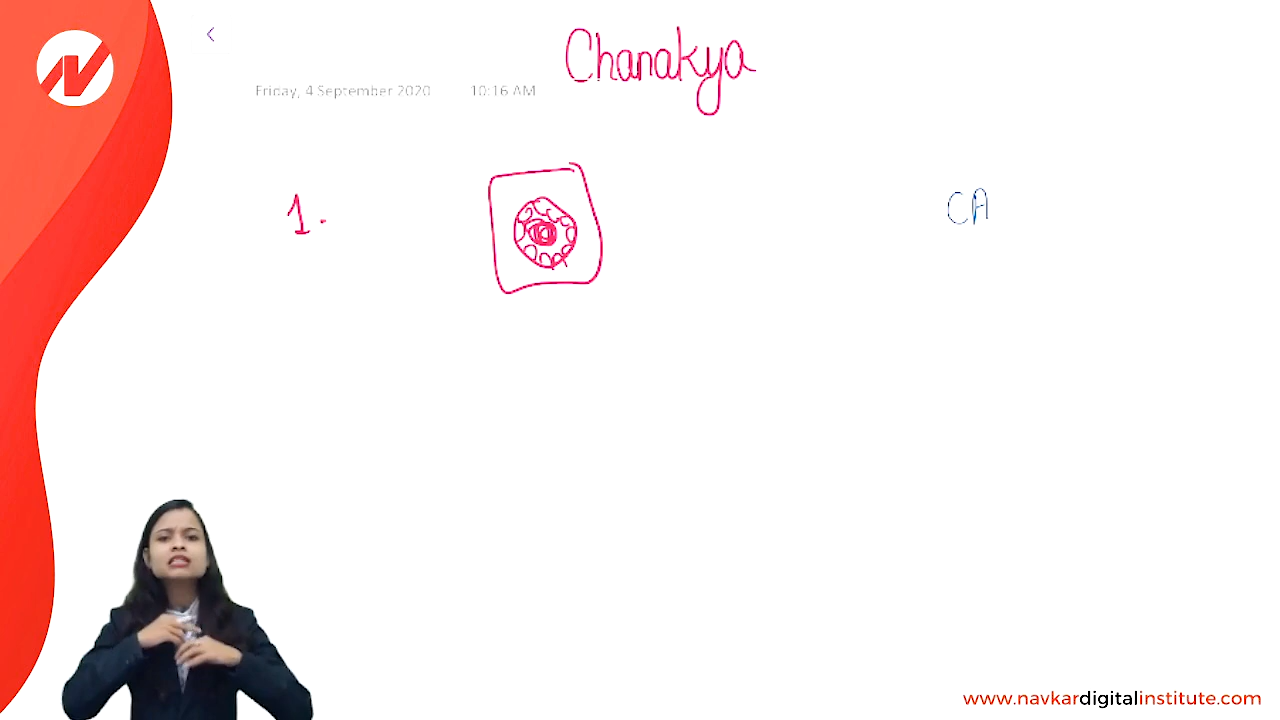 Chanakya
Friday, 4 September 2020 10:16 AM
1.
CA
www.navkardigitalinstitute.com